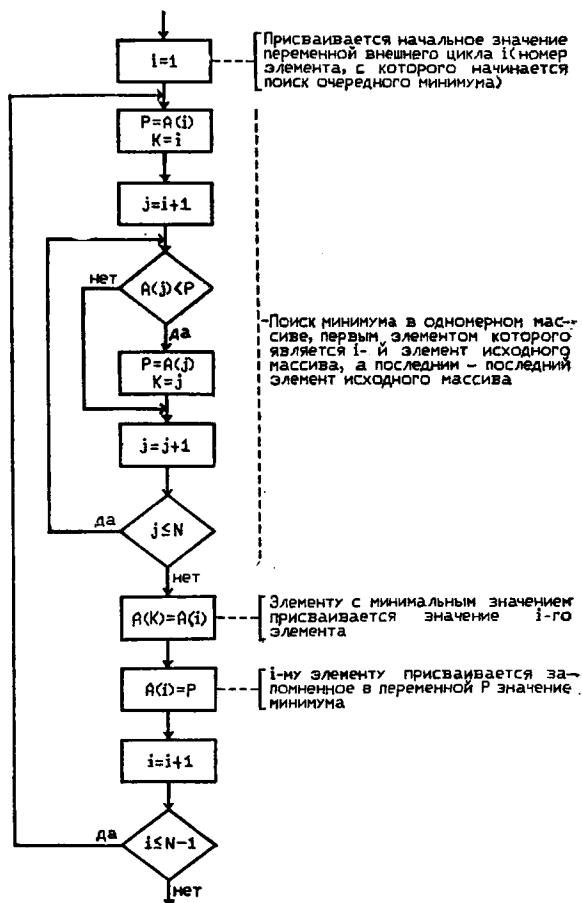 i=1
Присваивается начальное значение
переменной внешнего цикла i(номер
элемента, с которого начинается
поиск очередного минимума)
P=A(i)
K=i
j=i+1
нет
A(j)<P
да
P=A(j)
K=j
Поиск минимума в одномерном мас-
сиве, первым элементом которого
является i- й элемент исходного
массива, а последним - последний
элемент исходного массива
j=j+1
да
j≤N
нет
A(K)=A(i)
Элементу с минимальным значением
присваивается значение i-го
элемента
A(i)=P
i-му элементу присваивается за-
помненное в переменной P значение
минимума
i=i+1
да
i≤N-1
нет